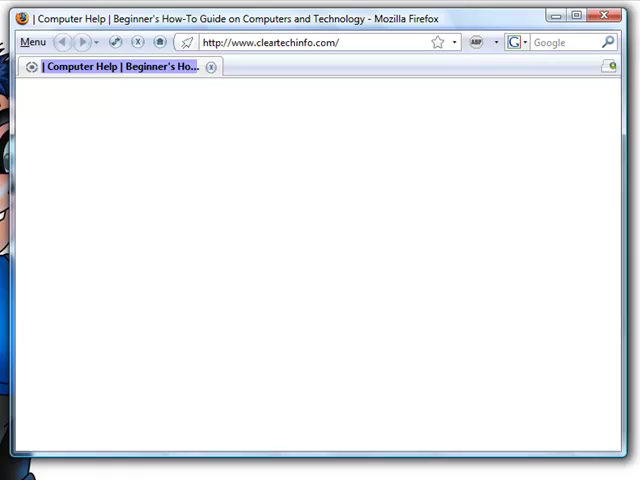 | Computer Help | Beginner's How-To Guide on Computers and Technology - Mozilla Firefox
Menu http://www.cleartechinfo.com/ ABP G Google
| Computer Help | Beginner's Ho...